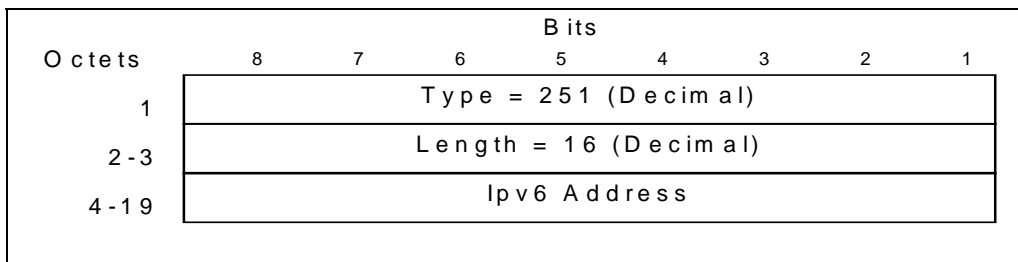 Bits
Octets 8 7 6 5 4 3 2 1
1 Type = 251 (Decimal)
2-3 Length = 16 (Decimal)
4-19 Ipv6 Address